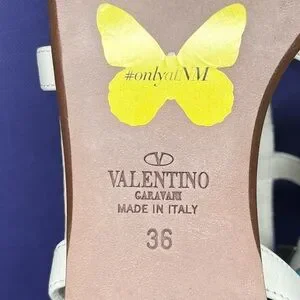 #onlyatNM
VALENTINO
GARAVANI
MADE IN ITALY
36